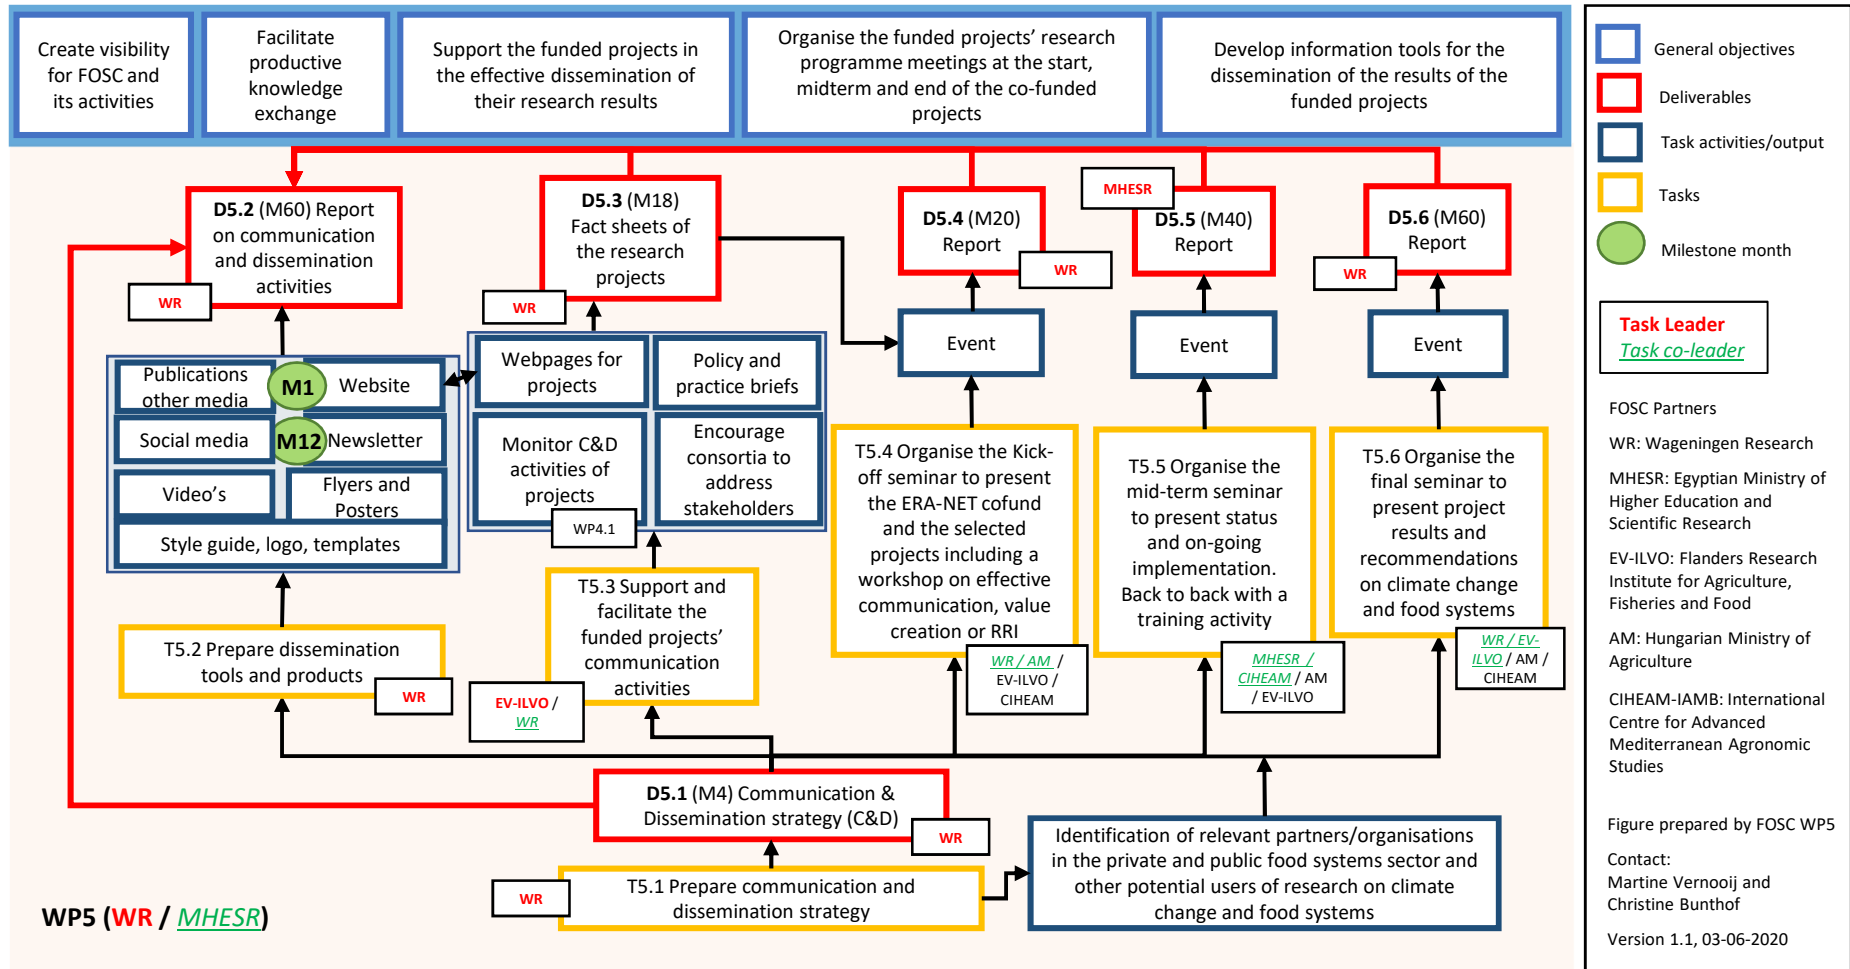 Create visibility
for FOSC and
its activities
Facilitate
productive
knowledge
exchange
Support the funded projects in
the effective dissemination of
their research results
Organise the funded projects' research
programme meetings at the start,
midterm and end of the co-funded
projects
Develop information tools for the
dissemination of the results of the
funded projects
D5.2 (M60) Report
on communication
and dissemination
activities
WR
D5.3 (M18)
Fact sheets of
the research
projects
WR
D5.4 (M20)
Report
WR
MHESR
D5.5 (M40)
Report
D5.6 (M60)
Report
WR
Publications
other media
M1
Website
Social media
M12
Newsletter
Video's
Flyers and
Posters
Style guide, logo, templates
Webpages for
projects
Policy and
practice briefs
Monitor C&D
activities of
projects
WP4.1
Encourage
consortia to
address
stakeholders
Event
Event
Event
T5.2 Prepare dissemination
tools and products
WR
T5.3 Support and
facilitate the
funded projects'
communication
activities
EV-ILVO /
WR
T5.4 Organise the Kick-
off seminar to present
the ERA-NET cofund
and the selected
projects including a
workshop on effective
communication, value
creation or RRI
WR / AM /
EV-ILVO /
CIHEAM
T5.5 Organise the
mid-term seminar
to present status
and on-going
implementation.
Back to back with a
training activity
MHESR /
CIHEAM / AM
/ EV-ILVO
T5.6 Organise the
final seminar to
present project
results and
recommendations
on climate change
and food systems
WR / EV-
ILVO / AM /
CIHEAM
D5.1 (M4) Communication &
Dissemination strategy (C&D)
WR
WR
T5.1 Prepare communication and
dissemination strategy
Identification of relevant partners/organisations
in the private and public food systems sector and
other potential users of research on climate
change and food systems
WP5 (WR / MHESR)
General objectives
Deliverables
Task activities/output
Tasks
Milestone month
Task Leader
Task co-leader
FOSC Partners
WR: Wageningen Research
MHESR: Egyptian Ministry of
Higher Education and
Scientific Research
EV-ILVO: Flanders Research
Institute for Agriculture,
Fisheries and Food
AM: Hungarian Ministry of
Agriculture
CIHEAM-IAMB: International
Centre for Advanced
Mediterranean Agronomic
Studies
Figure prepared by FOSC WP5
Contact:
Martine Vernooij and
Christine Bunthof
Version 1.1, 03-06-2020